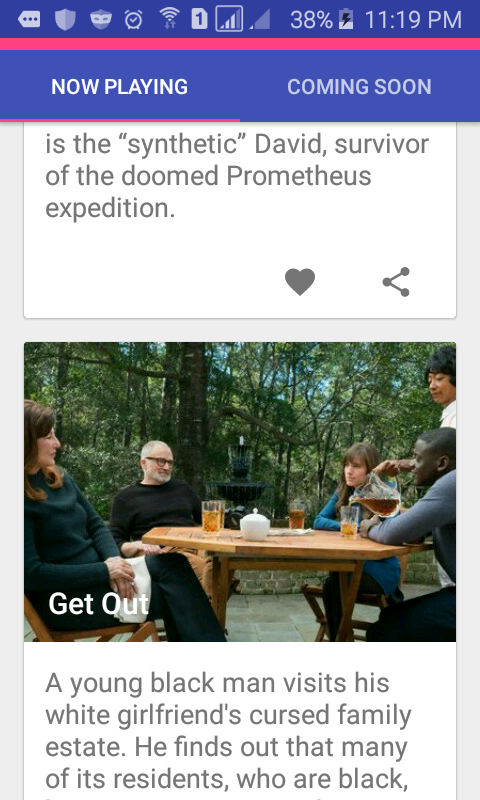 1 38% 11:19 PM
NOW PLAYING COMING SOON
is the “synthetic” David, survivor
of the doomed Prometheus
expedition.
Get Out
A young black man visits his
white girlfriend's cursed family
estate. He finds out that many
of its residents, who are black,